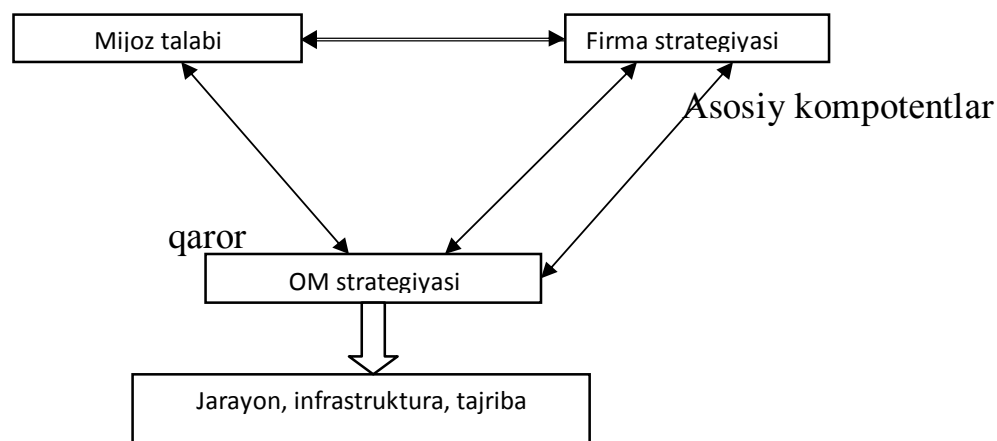 Mijoz talabi
Firma strategiyasi
Asosiy kompotentlar
qaror
OM strategiyasi
Jarayon, infrastruktura, tajriba